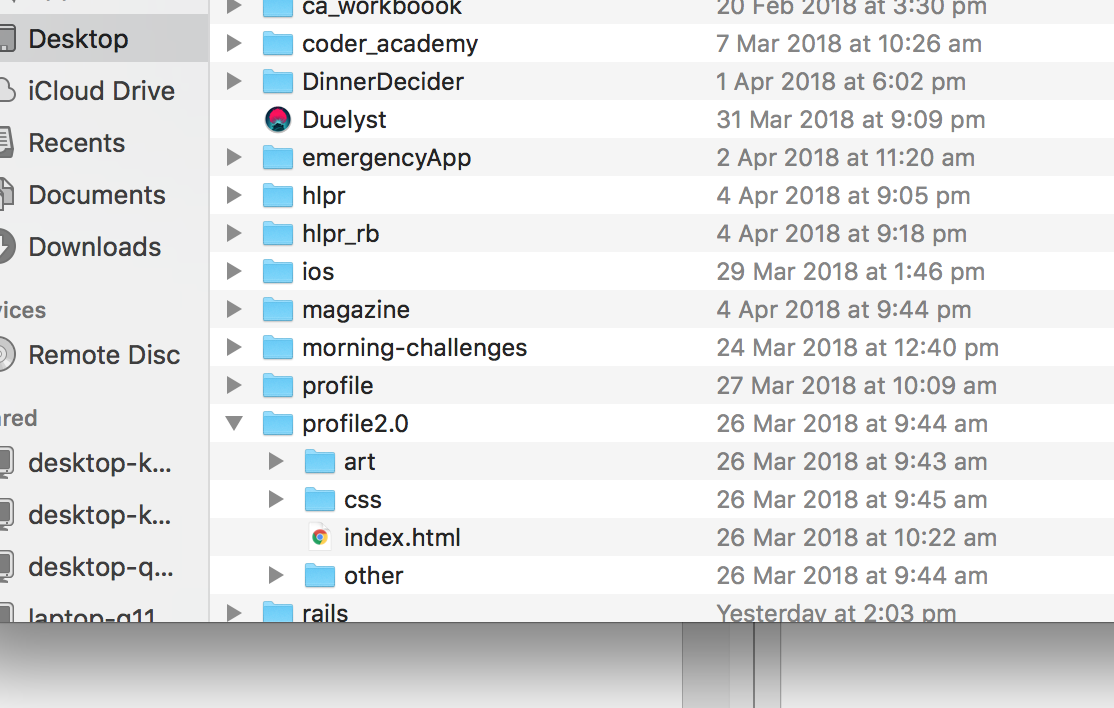 Desktop
iCloud Drive
Recents
Documents
Downloads
vices
Remote Disc
red
desktop-k...
desktop-k...
desktop-q...
laptop-q11
ca_workboook 20 Feb 2018 at 3:30 pm
coder_academy 7 Mar 2018 at 10:26 am
DinnerDecider 1 Apr 2018 at 6:02 pm
Duelyst 31 Mar 2018 at 9:09 pm
emergencyApp 2 Apr 2018 at 11:20 am
hlpr 4 Apr 2018 at 9:05 pm
hlpr_rb 4 Apr 2018 at 9:18 pm
ios 29 Mar 2018 at 1:46 pm
magazine 4 Apr 2018 at 9:44 pm
morning-challenges 24 Mar 2018 at 12:40 pm
profile 27 Mar 2018 at 10:09 am
profile2.0 26 Mar 2018 at 9:44 am
art 26 Mar 2018 at 9:43 am
css 26 Mar 2018 at 9:45 am
index.html 26 Mar 2018 at 10:22 am
other 26 Mar 2018 at 9:44 am
rails Yesterday at 2:03 pm